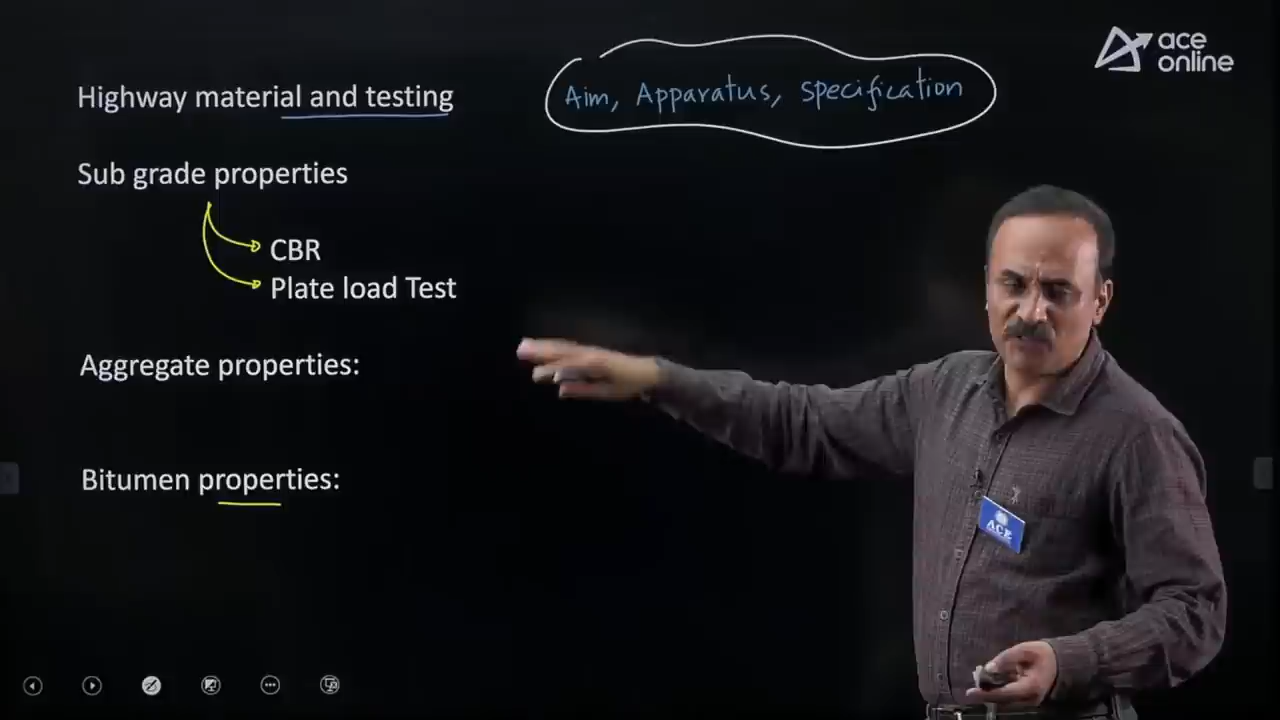 ace
online
Highway material and testing
Aim, Apparatus, specification
Sub grade properties
CBR
Plate load Test
Aggregate properties:
Bitumen properties:
ACE